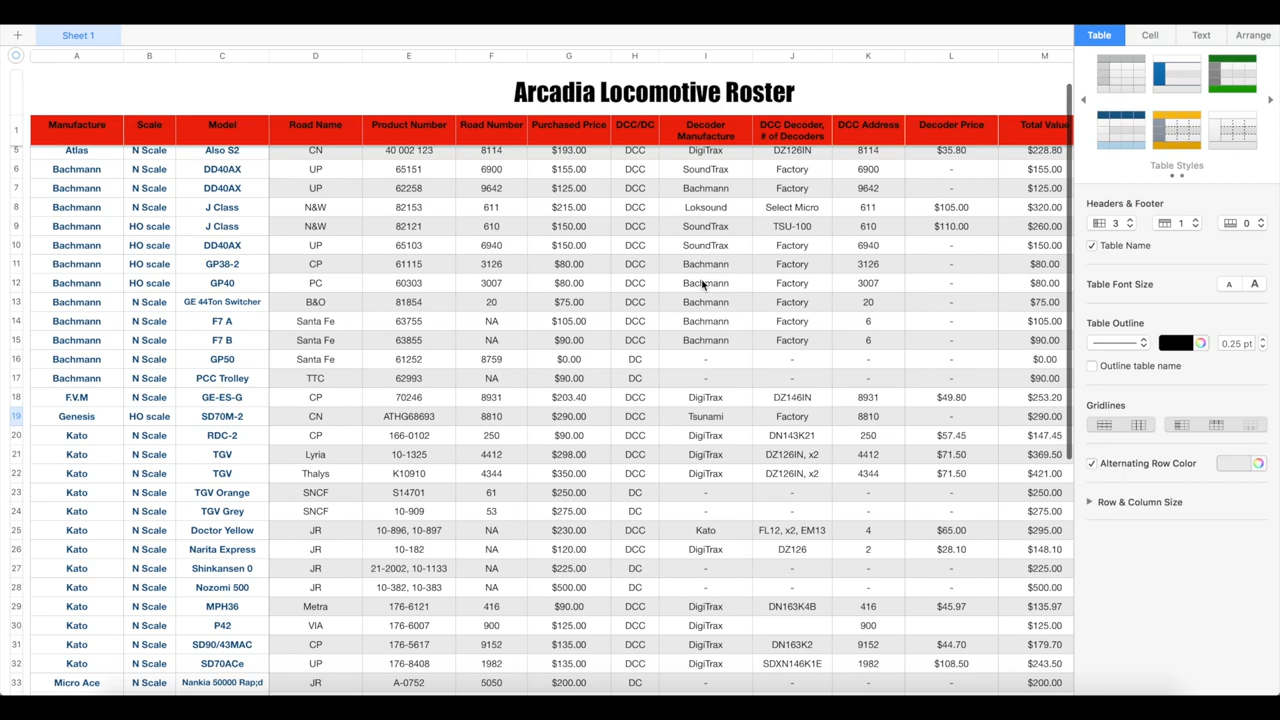 + Sheet 1 Table Cell Text Arrange
A B C D E F G H I J K L M
Arcadia Locomotive Roster
1 Manufacture Scale Model Road Name Product Number Road Number Purchased Price DCC/DC Decoder Manufacture DCC Decoder, # of Decoders DCC Address Decoder Price Total Value
5 Atlas N Scale Also S2 CN 40 002 123 8114 $193.00 DCC DigiTrax DZ126IN 8114 $35.80 $228.80
6 Bachmann N Scale DD40AX UP 65151 6900 $155.00 DCC SoundTrax Factory 6900 - $155.00
7 Bachmann N Scale DD40AX UP 62258 9642 $125.00 DCC Bachmann Factory 9642 - $125.00
8 Bachmann N Scale J Class N&W 82153 611 $215.00 DCC Loksound Select Micro 611 $105.00 $320.00
9 Bachmann HO scale J Class N&W 82121 610 $150.00 DCC SoundTrax TSU-100 610 $110.00 $260.00
10 Bachmann HO scale DD40AX UP 65103 6940 $150.00 DCC SoundTrax Factory 6940 - $150.00
11 Bachmann HO scale GP38-2 CP 61115 3126 $80.00 DCC Bachmann Factory 3126 - $80.00
12 Bachmann HO scale GP40 PC 60303 3007 $80.00 DCC Bachmann Factory 3007 - $80.00
13 Bachmann N Scale GE 44Ton Switcher B&O 81854 20 $75.00 DCC Bachmann Factory 20 - $75.00
14 Bachmann N Scale F7 A Santa Fe 63755 NA $105.00 DCC Bachmann Factory 6 - $105.00
15 Bachmann N Scale F7 B Santa Fe 63855 NA $90.00 DCC Bachmann Factory 6 - $90.00
16 Bachmann N Scale GP50 Santa Fe 61252 8759 $0.00 DC - - - - $0.00
17 Bachmann N Scale PCC Trolley TTC 62993 NA $90.00 DC - - - - $90.00
18 F.V.M N Scale GE-ES-G CP 70246 8931 $203.40 DCC DigiTrax DZ146IN 8931 $49.80 $253.20
19 Genesis HO scale SD70M-2 CN ATHG68693 8810 $290.00 DCC Tsunami Factory 8810 - $290.00
20 Kato N Scale RDC-2 CP 166-0102 250 $90.00 DCC DigiTrax DN143K21 250 $57.45 $147.45
21 Kato N Scale TGV Lyria 10-1325 4412 $298.00 DCC DigiTrax DZ126IN, x2 4412 $71.50 $369.50
22 Kato N Scale TGV Thalys K10910 4344 $350.00 DCC DigiTrax DZ126IN, x2 4344 $71.50 $421.00
23 Kato N Scale TGV Orange SNCF S14701 61 $250.00 DC - - - - $250.00
24 Kato N Scale TGV Grey SNCF 10-909 53 $275.00 DC - - - - $275.00
25 Kato N Scale Doctor Yellow JR 10-896, 10-897 NA $230.00 DCC Kato FL12, x2, EM13 4 $65.00 $295.00
26 Kato N Scale Narita Express JR 10-182 NA $120.00 DCC DigiTrax DZ126 2 $28.10 $148.10
27 Kato N Scale Shinkansen 0 JR 21-2002, 10-1133 NA $225.00 DC - - - - $225.00
28 Kato N Scale Nozomi 500 JR 10-382, 10-383 NA $500.00 DC - - - - $500.00
29 Kato N Scale MPH36 Metra 176-6121 416 $90.00 DCC DigiTrax DN163K4B 416 $45.97 $135.97
30 Kato N Scale P42 VIA 176-6007 900 $125.00 DCC DigiTrax 900 $125.00
31 Kato N Scale SD90/43MAC CP 176-5617 9152 $135.00 DCC DigiTrax DN163K2 9152 $44.70 $179.70
32 Kato N Scale SD70ACe UP 176-8408 1982 $135.00 DCC DigiTrax SDXN146K1E 1982 $108.50 $243.50
33 Micro Ace N Scale Nankia 50000 Rap;d JR A-0752 5050 $200.00 DC - - - - $200.00
Table Styles
Headers & Footer
3 1 0
Table Name
Table Font Size A A
Table Outline
0.25 pt
Outline table name
Gridlines
Alternating Row Color
Row & Column Size